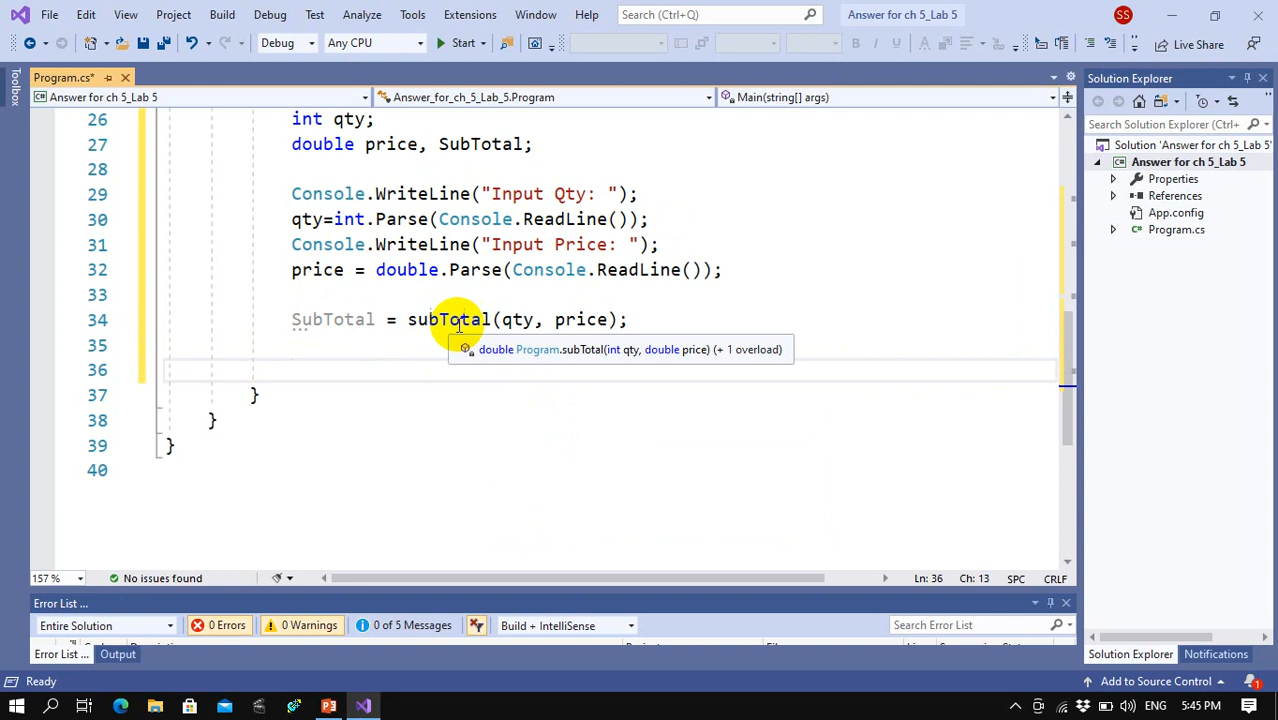 File Edit View Project Build Debug Test Analyze Tools Extensions Window Help Search (Ctrl+Q) Answer for ch 5_Lab 5 SS
Debug Any CPU Start Live Share
Program.cs* Solution Explorer
Answer for ch 5_Lab 5 Answer_for_ch_5_Lab_5.Program Main(string[] args)
Toolbox
Search Solution Explorer (Ctrl+
Solution 'Answer for ch 5_Lab 5'
Answer for ch 5_Lab 5
Properties
References
App.config
Program.cs
26 int qty;
27 double price, SubTotal;
28
29 Console.WriteLine("Input Qty: ");
30 qty=int.Parse(Console.ReadLine());
31 Console.WriteLine("Input Price: ");
32 price = double.Parse(Console.ReadLine());
33
34 SubTotal = subTotal(qty, price);
35
double Program.subTotal(int qty, double price) (+ 1 overload)
36
37 }
38 }
39 }
40
157 % No issues found Ln: 36 Ch: 13 SPC CRLF
Error List ...
Entire Solution 0 Errors 0 Warnings 0 of 5 Messages Build + IntelliSense Search Error List
Error List ... Output Solution Explorer Notifications
Ready Add to Source Control 1
ENG 5:45 PM